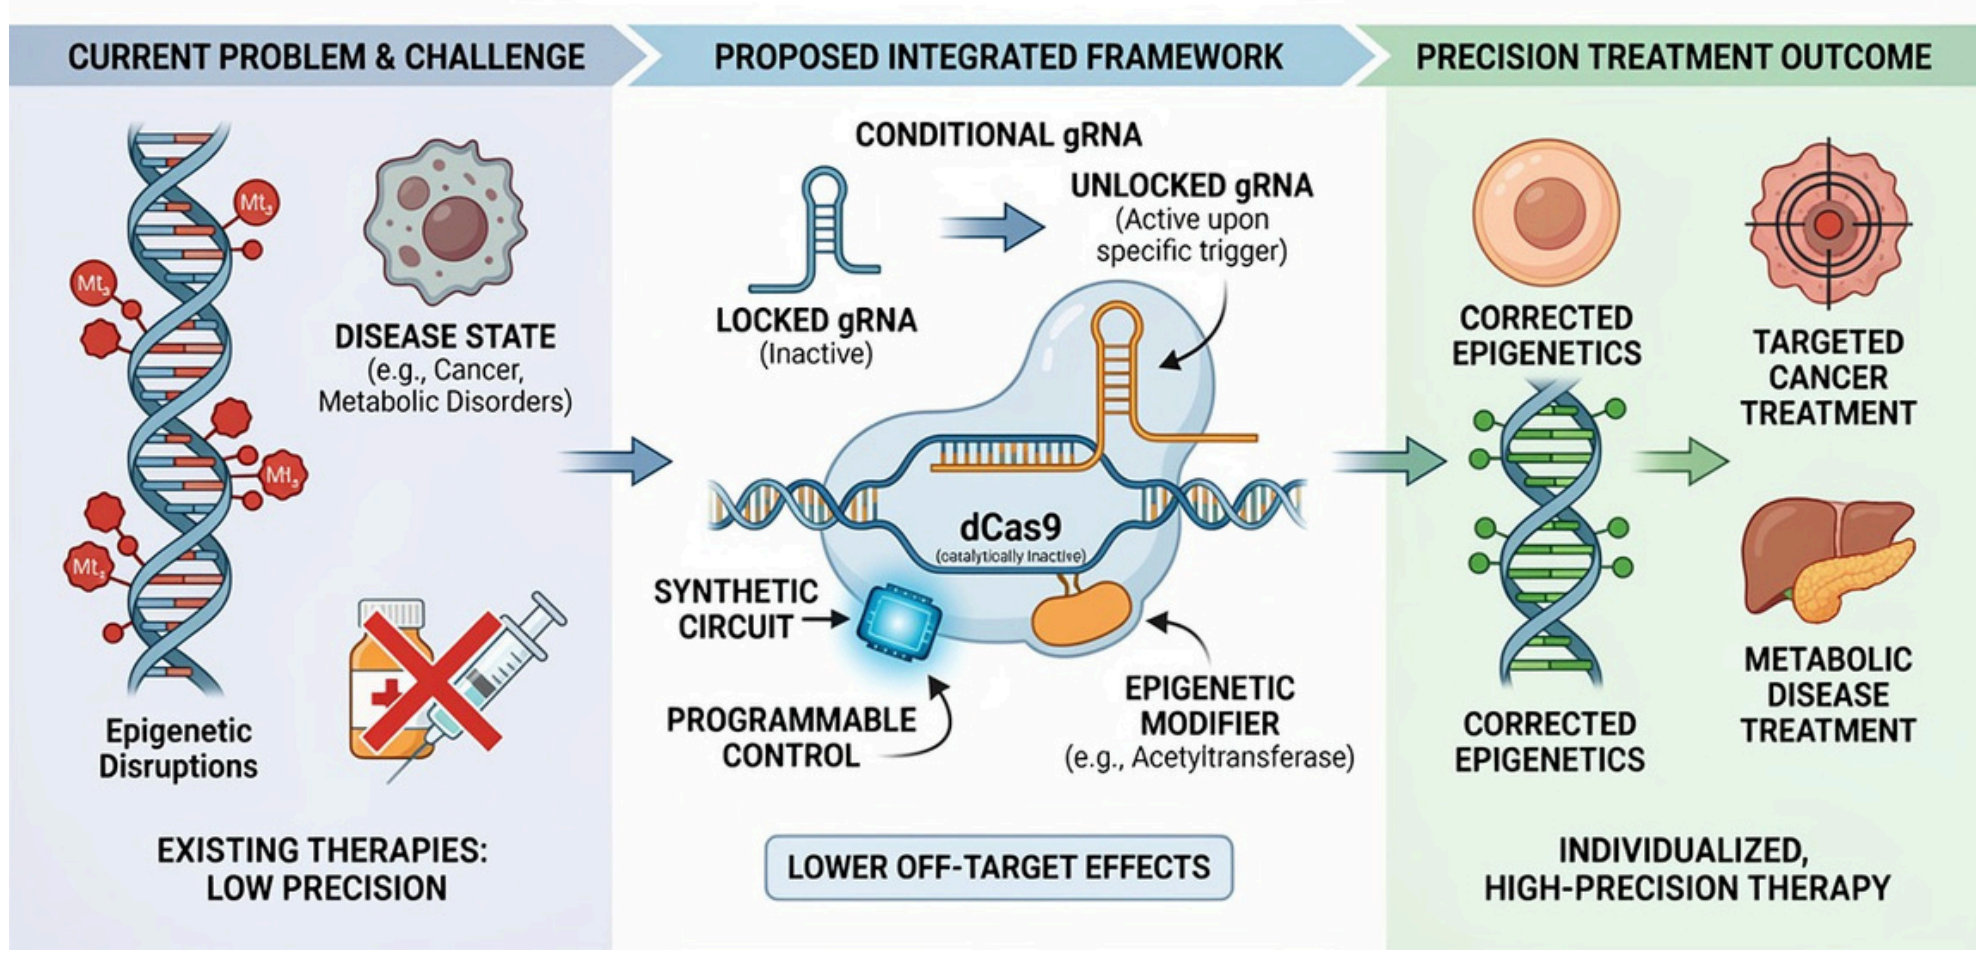 CURRENT PROBLEM & CHALLENGE
Mt₃
Mt₃
Mt₃
Mt₃
DISEASE STATE
(e.g., Cancer,
Metabolic Disorders)
Epigenetic
Disruptions
EXISTING THERAPIES:
LOW PRECISION
PROPOSED INTEGRATED FRAMEWORK
CONDITIONAL gRNA
LOCKED gRNA
(Inactive)
UNLOCKED gRNA
(Active upon
specific trigger)
dCas9
(catalytically Inactive)
SYNTHETIC
CIRCUIT
PROGRAMMABLE
CONTROL
EPIGENETIC
MODIFIER
(e.g., Acetyltransferase)
LOWER OFF-TARGET EFFECTS
PRECISION TREATMENT OUTCOME
CORRECTED
EPIGENETICS
CORRECTED
EPIGENETICS
TARGETED
CANCER
TREATMENT
METABOLIC
DISEASE
TREATMENT
INDIVIDUALIZED,
HIGH-PRECISION THERAPY